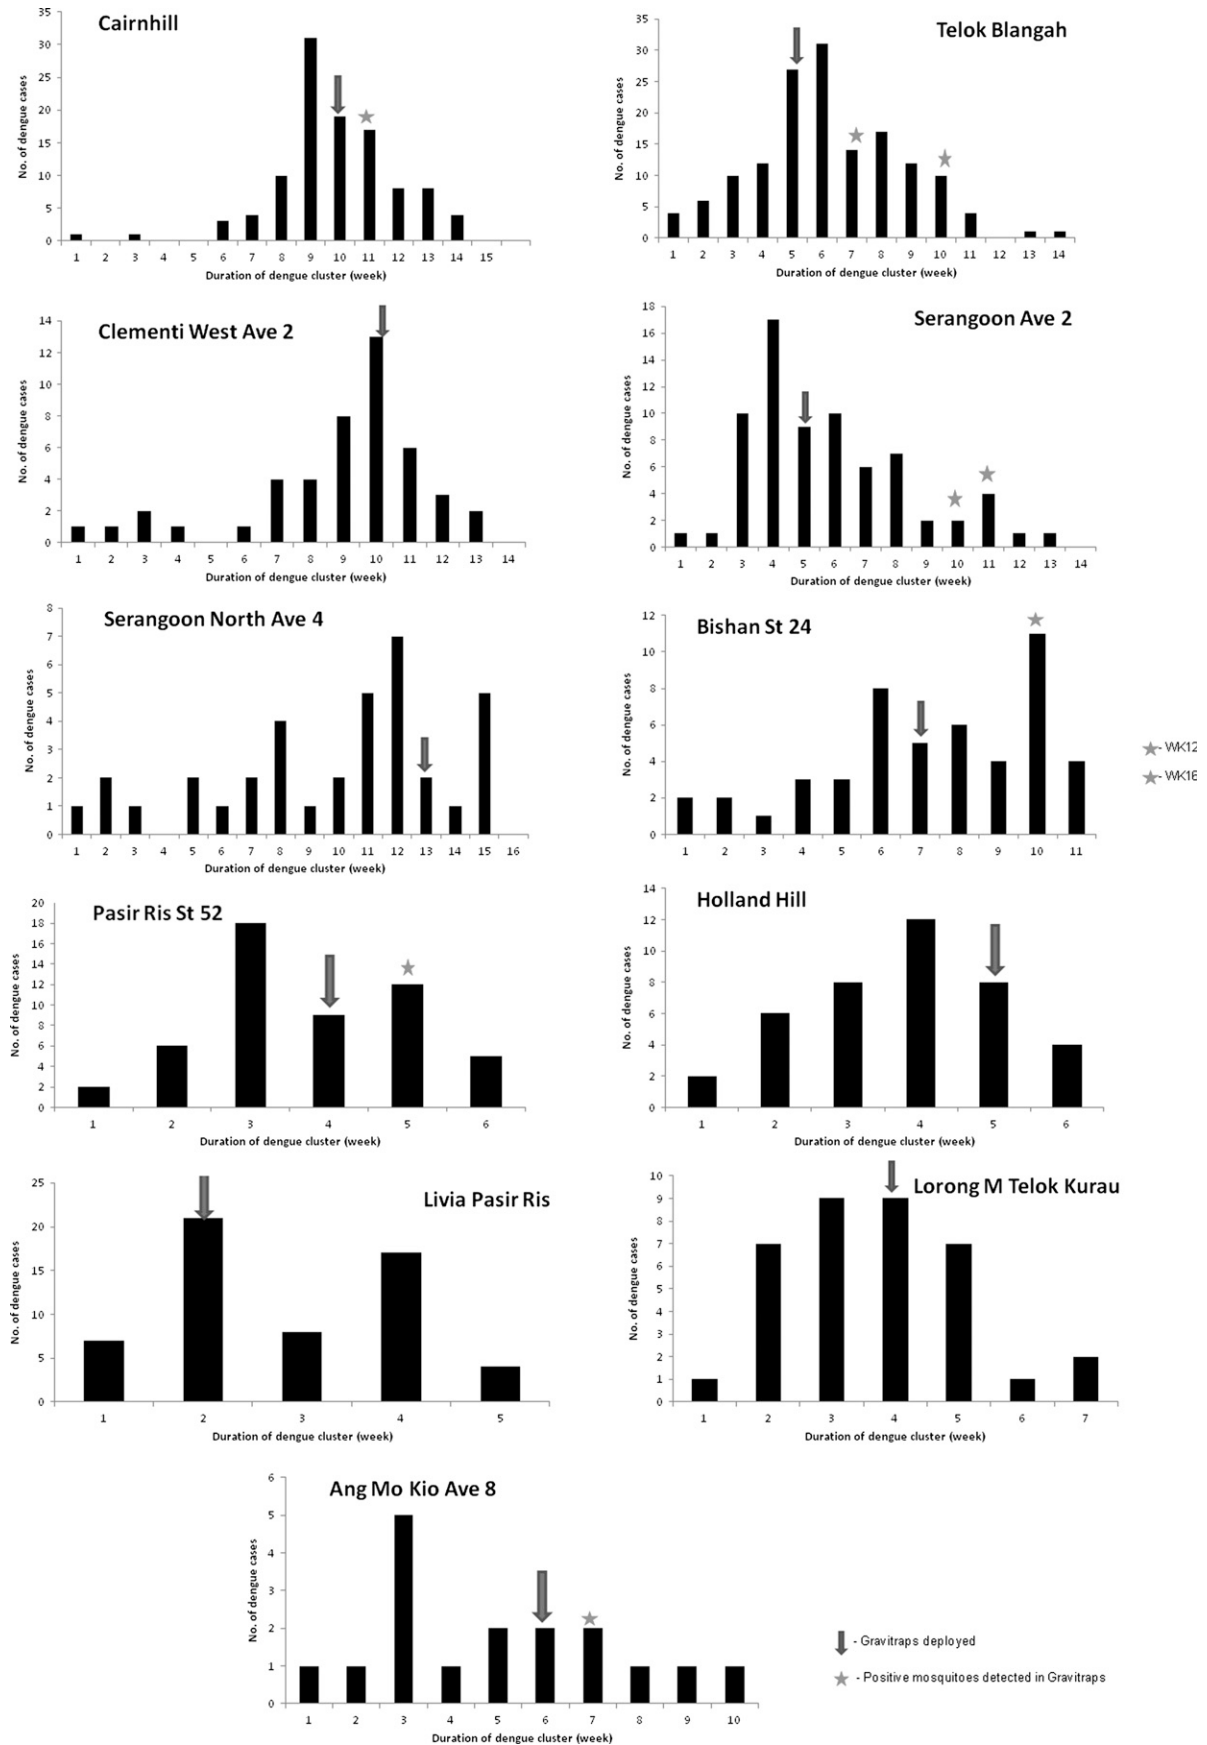 Cairnhill
No. of dengue cases
35
30
25
20
15
10
5
0
1 2 3 4 5 6 7 8 9 10 11 12 13 14 15
Duration of dengue cluster (week)
Telok Blangah
No. of dengue cases
35
30
25
20
15
10
5
0
1 2 3 4 5 6 7 8 9 10 11 12 13 14
Duration of dengue cluster (week)
Clementi West Ave 2
No. of dengue cases
14
12
10
8
6
4
2
0
1 2 3 4 5 6 7 8 9 10 11 12 13 14
Duration of dengue cluster (week)
Serangoon Ave 2
No. of dengue cases
18
16
14
12
10
8
6
4
2
0
1 2 3 4 5 6 7 8 9 10 11 12 13 14
Duration of dengue cluster (week)
Serangoon North Ave 4
No. of dengue cases
8
7
6
5
4
3
2
1
0
1 2 3 4 5 6 7 8 9 10 11 12 13 14 15 16
Duration of dengue cluster (week)
Bishan St 24
No. of dengue cases
12
10
8
6
4
2
0
1 2 3 4 5 6 7 8 9 10 11
Duration of dengue cluster (week)
- WK12
- WK16
Pasir Ris St 52
No. of dengue cases
20
18
16
14
12
10
8
6
4
2
0
1 2 3 4 5 6
Duration of dengue cluster (week)
Holland Hill
No. of dengue cases
14
12
10
8
6
4
2
0
1 2 3 4 5 6
Duration of dengue cluster (week)
Livia Pasir Ris
No. of dengue cases
25
20
15
10
5
0
1 2 3 4 5
Duration of dengue cluster (week)
Lorong M Telok Kurau
No. of dengue cases
10
9
8
7
6
5
4
3
2
1
0
1 2 3 4 5 6 7
Duration of dengue cluster (week)
Ang Mo Kio Ave 8
No. of dengue cases
6
5
4
3
2
1
0
1 2 3 4 5 6 7 8 9 10
Duration of dengue cluster (week)
- Gravitraps deployed
- Positive mosquitoes detected in Gravitraps